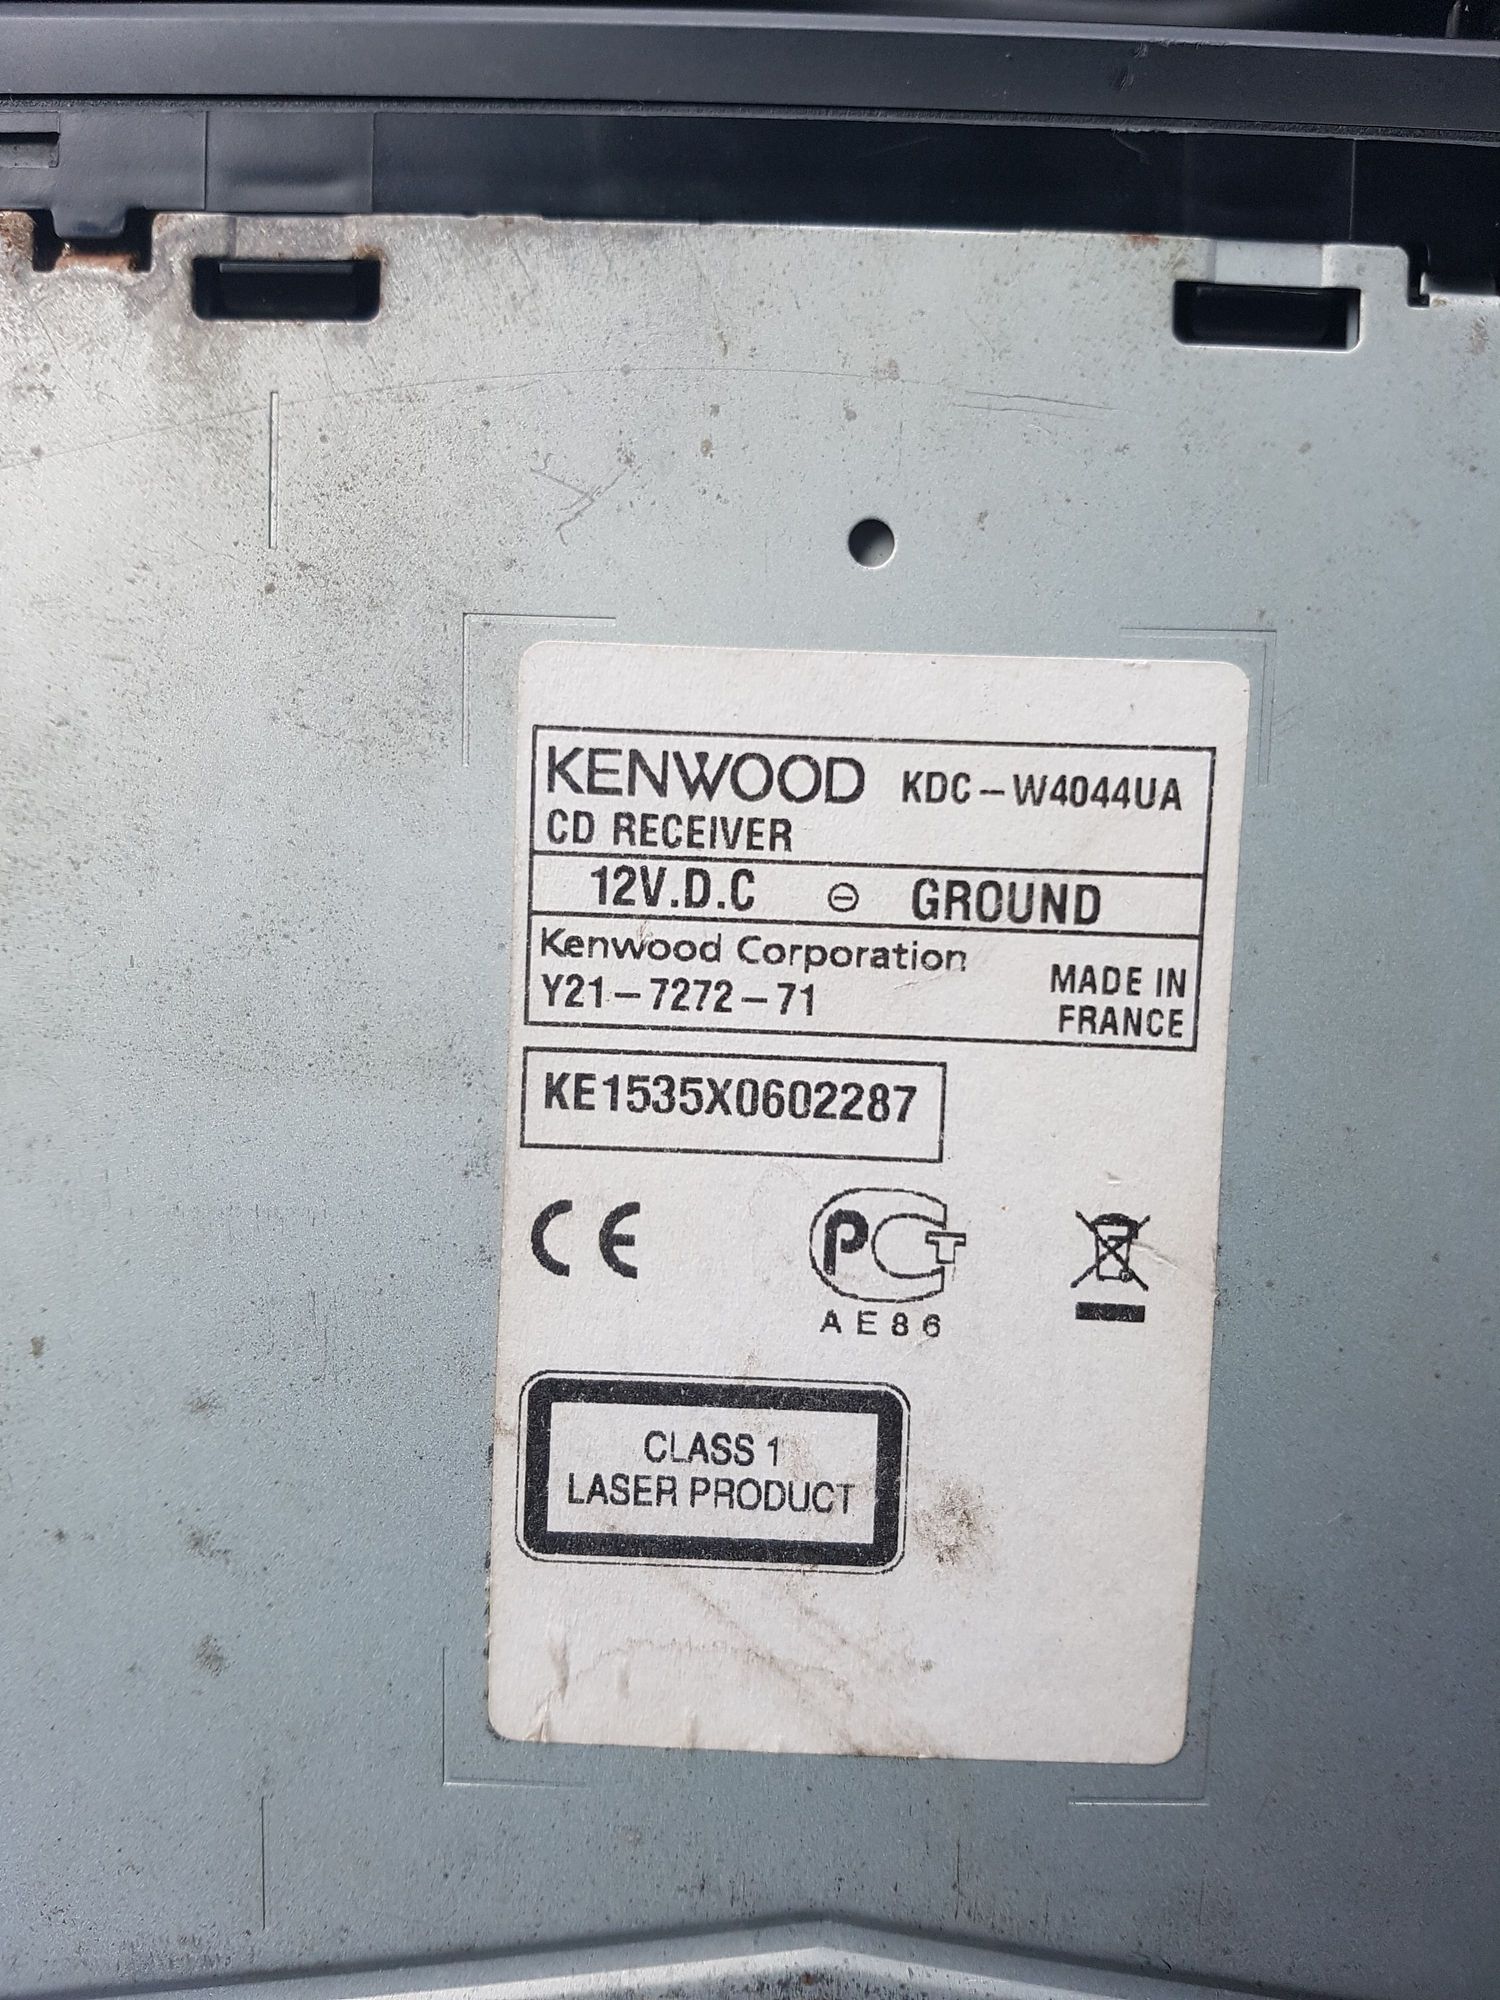 KENWOOD KDC-W4044UA
CD RECEIVER
12V.D.C ⊖ GROUND
Kenwood Corporation
Y21-7272-71
MADE IN
FRANCE
KE1535X0602287
CE
PCT
AE86
CLASS 1
LASER PRODUCT